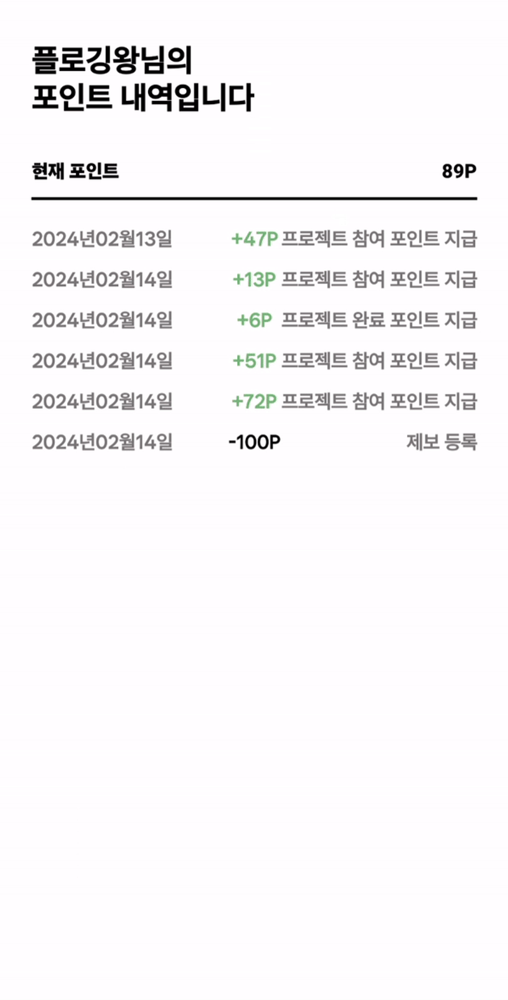 플로깅왕님의
포인트 내역입니다
현재 포인트 89P
2024년02월13일 +47P 프로젝트 참여 포인트 지급
2024년02월14일 +13P 프로젝트 참여 포인트 지급
2024년02월14일 +6P 프로젝트 완료 포인트 지급
2024년02월14일 +51P 프로젝트 참여 포인트 지급
2024년02월14일 +72P 프로젝트 참여 포인트 지급
2024년02월14일 -100P 제보 등록